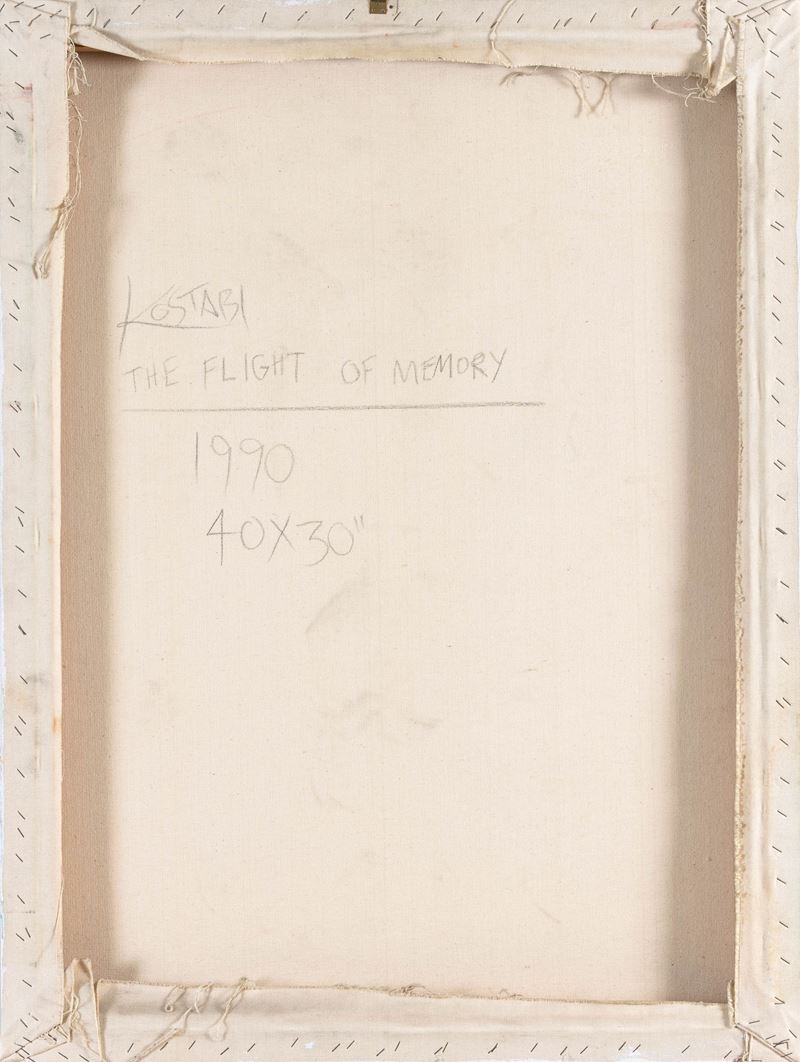 KOSTABI
THE FLIGHT OF MEMORY
1990
40X30"